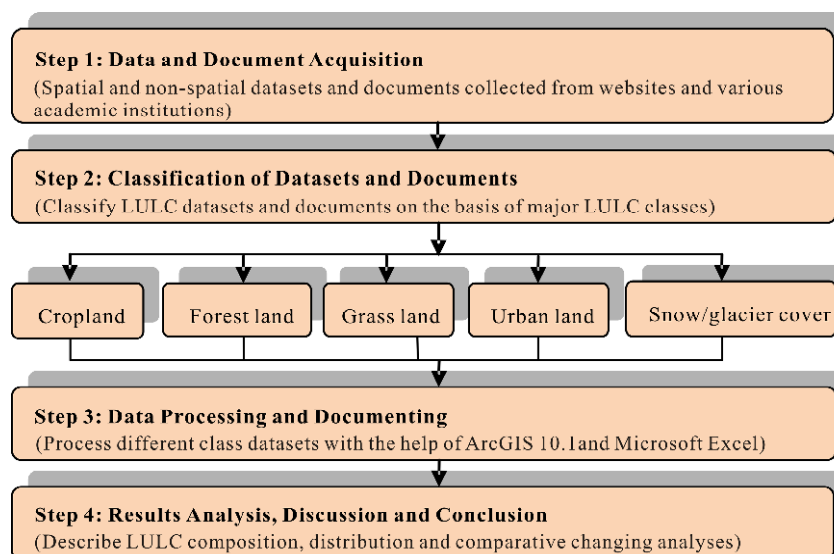 Step 1: Data and Document Acquisition
(Spatial and non-spatial datasets and documents collected from websites and various
academic institutions)
Step 2: Classification of Datasets and Documents
(Classify LULC datasets and documents on the basis of major LULC classes)
Cropland
Forest land
Grass land
Urban land
Snow/glacier cover
Step 3: Data Processing and Documenting
(Process different class datasets with the help of ArcGIS 10.1and Microsoft Excel)
Step 4: Results Analysis, Discussion and Conclusion
(Describe LULC composition, distribution and comparative changing analyses)